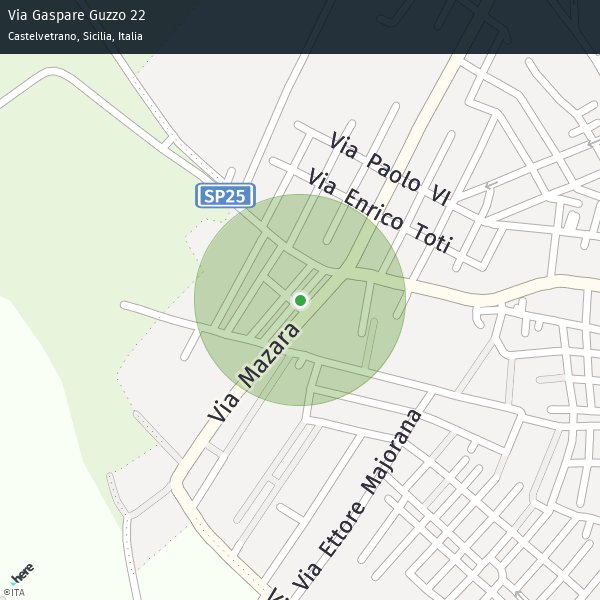 Via Gaspare Guzzo 22
Castelvetrano, Sicilia, Italia
Via Paolo VI
Via Enrico Toti
SP25
Via Mazara
Via Ettore Majorana
Vi
here
©ITA